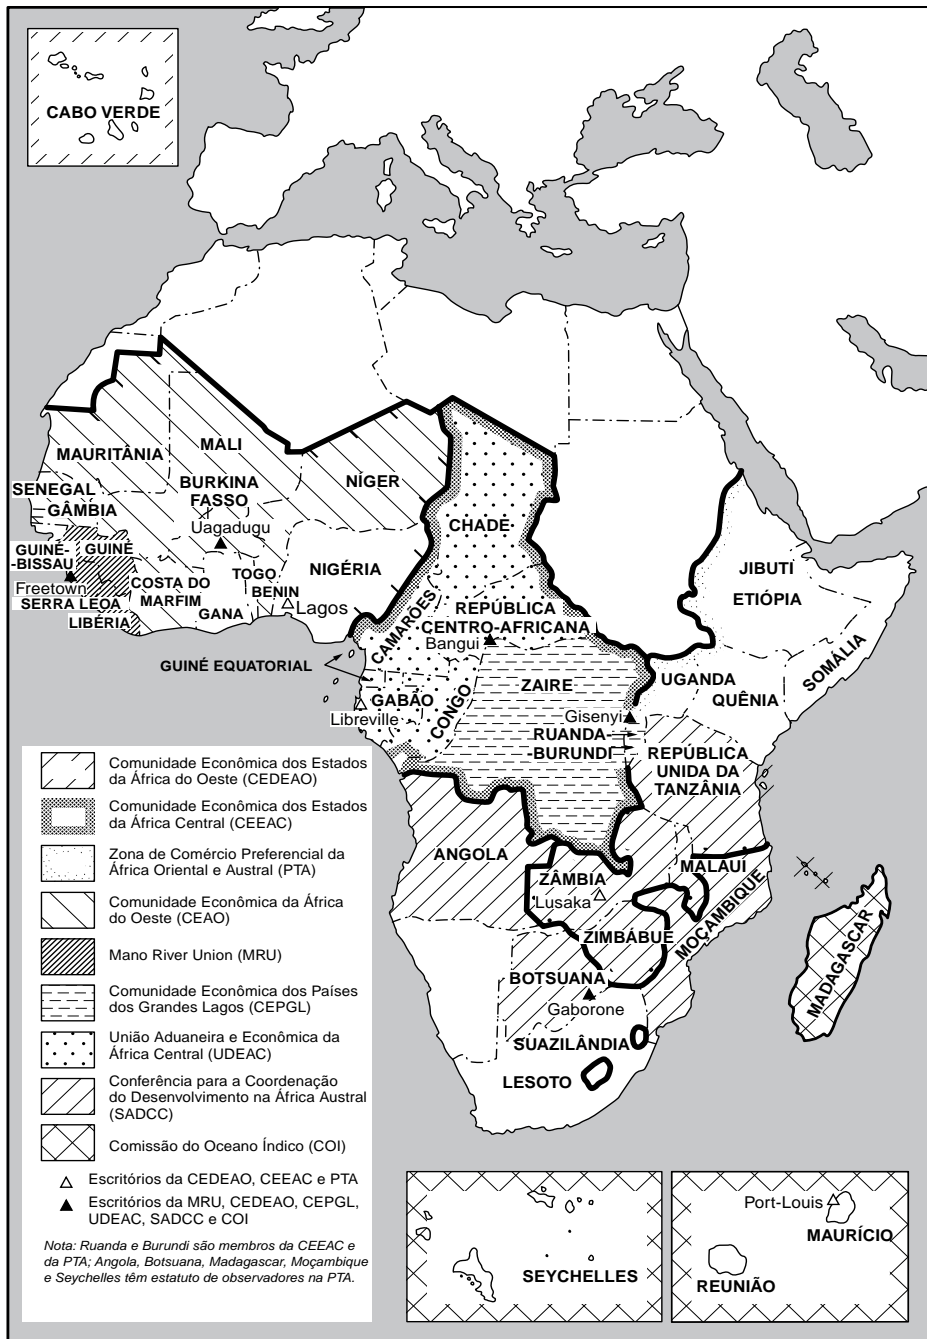 CABO VERDE
MAURITÂNIA
MALI
NÍGER
BURKINA
FASSO
Uagadugu
SENEGAL
GÂMBIA
GUINÉ-
-BISSAU
GUINÉ
Freetown
SERRA LEOA
LIBÉRIA
COSTA DO
MARFIM
GANA
TOGO
BENIN
Lagos
NIGÉRIA
CHADE
CAMARÕES
REPÚBLICA
CENTRO-AFRICANA
Bangui
GUINÉ EQUATORIAL
GABÃO
Libreville
CONGO
ZAIRE
JIBUTI
ETIÓPIA
SOMÁLIA
UGANDA
QUÊNIA
Gisenyi
RUANDA-
-BURUNDI
REPÚBLICA
UNIDA DA
TANZÂNIA
ANGOLA
ZÂMBIA
Lusaka
MALAUÍ
MOÇAMBIQUE
ZIMBÁBUE
BOTSUANA
Gaborone
SUAZILÂNDIA
LESOTO
MADAGASCAR
Comunidade Econômica dos Estados
da África do Oeste (CEDEAO)
Comunidade Econômica dos Estados
da África Central (CEEAC)
Zona de Comércio Preferencial da
África Oriental e Austral (PTA)
Comunidade Econômica da África
do Oeste (CEAO)
Mano River Union (MRU)
Comunidade Econômica dos Países
dos Grandes Lagos (CEPGL)
União Aduaneira e Econômica da
África Central (UDEAC)
Conferência para a Coordenação
do Desenvolvimento na África Austral
(SADCC)
Comissão do Oceano Índico (COI)
Escritórios da CEDEAO, CEEAC e PTA
Escritórios da MRU, CEDEAO, CEPGL,
UDEAC, SADCC e COI
Nota: Ruanda e Burundi são membros da CEEAC e
da PTA; Angola, Botsuana, Madagascar, Moçambique
e Seychelles têm estatuto de observadores na PTA.
SEYCHELLES
Port-Louis
MAURÍCIO
REUNIÃO